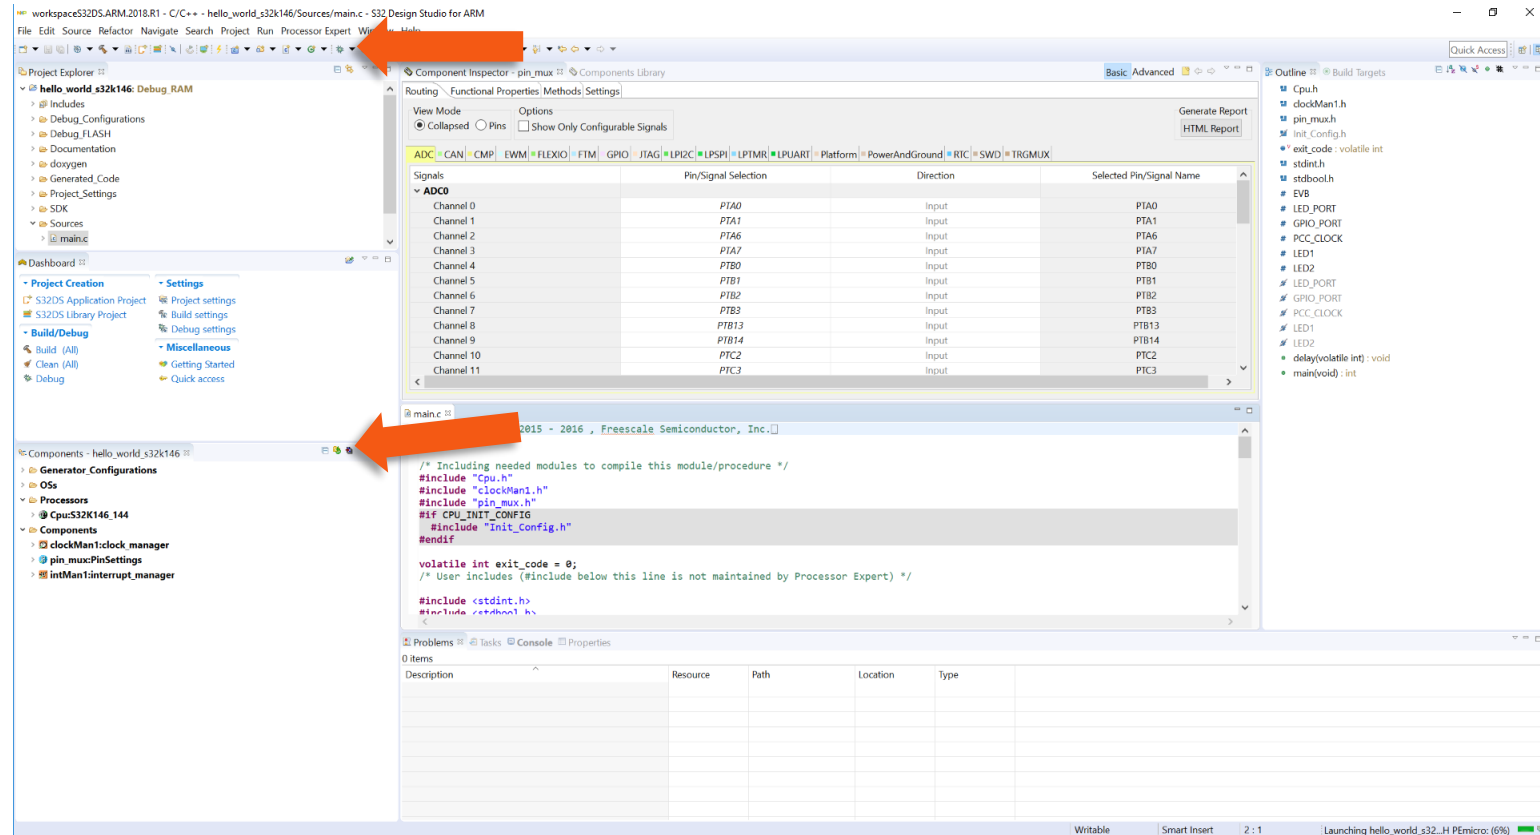 workspaceS32DS.ARM.2018.R1 - C/C++ - hello_world_s32k146/Sources/main.c - S32 Design Studio for ARM
File Edit Source Refactor Navigate Search Project Run Processor Expert
Quick Access
Project Explorer
hello_world_s32k146: Debug_RAM
Includes
Debug_Configurations
Debug_FLASH
Documentation
doxygen
Generated_Code
Project_Settings
SDK
Sources
main.c
Dashboard
Project Creation
S32DS Application Project
S32DS Library Project
Build/Debug
Build (All)
Clean (All)
Debug
Settings
Project settings
Build settings
Debug settings
Miscellaneous
Getting Started
Quick access
Components - hello_world_s32k146
Generator_Configurations
OSs
Processors
Cpu:S32K146_144
Components
clockMan1:clock_manager
pin_mux:PinSettings
intMan1:interrupt_manager
Component Inspector - pin_mux Components Library Basic Advanced
Routing Functional Properties Methods Settings
View Mode Options Generate Report
Collapsed Pins Show Only Configurable Signals HTML Report
ADC CAN CMP EWM FLEXIO FTM GPIO JTAG LPI2C LPSPI LPTMR LPUART Platform PowerAndGround RTC SWD TRGMUX
Signals Pin/Signal Selection Direction Selected Pin/Signal Name
ADC0
Channel 0 PTA0 Input PTA0
Channel 1 PTA1 Input PTA1
Channel 2 PTA6 Input PTA6
Channel 3 PTA7 Input PTA7
Channel 4 PTB0 Input PTB0
Channel 5 PTB1 Input PTB1
Channel 6 PTB2 Input PTB2
Channel 7 PTB3 Input PTB3
Channel 8 PTB13 Input PTB13
Channel 9 PTB14 Input PTB14
Channel 10 PTC2 Input PTC2
Channel 11 PTC3 Input PTC3
main.c
2015 - 2016 , Freescale Semiconductor, Inc.
/* Including needed modules to compile this module/procedure */
#include "Cpu.h"
#include "clockMan1.h"
#include "pin_mux.h"
#if CPU_INIT_CONFIG
#include "Init_Config.h"
#endif
volatile int exit_code = 0;
/* User includes (#include below this line is not maintained by Processor Expert) */
#include <stdint.h>
#include <stdbool.h>
Problems Tasks Console Properties
0 items
Description Resource Path Location Type
Outline Build Targets
Cpu.h
clockMan1.h
pin_mux.h
Init_Config.h
exit_code : volatile int
stdint.h
stdbool.h
EVB
LED_PORT
GPIO_PORT
PCC_CLOCK
LED1
LED2
LED_PORT
GPIO_PORT
PCC_CLOCK
LED1
LED2
delay(volatile int) : void
main(void) : int
Writable Smart Insert 2 : 1 Launching hello_world_s32...H PEmicro: (6%)